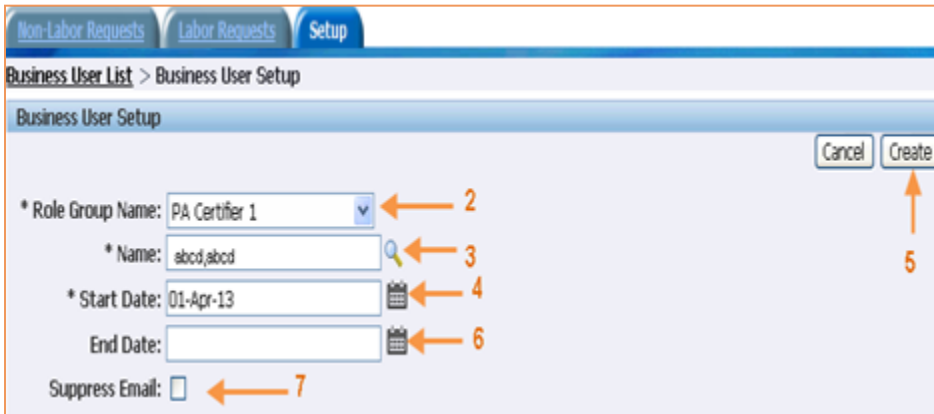 Non-Labor Requests Labor Requests Setup
Business User List > Business User Setup
Business User Setup
Cancel Create
* Role Group Name: PA Certifier 1 2
* Name: abcd,abcd 3
* Start Date: 01-Apr-13 4
5
End Date: 6
Suppress Email: 7